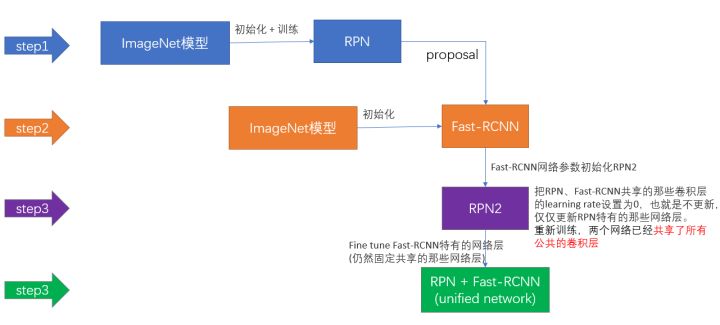 step1
ImageNet模型
初始化 + 训练
RPN
proposal
step2
ImageNet模型
初始化
Fast-RCNN
Fast-RCNN网络参数初始化RPN2
step3
RPN2
把RPN、Fast-RCNN共享的那些卷积层
的learning rate设置为0，也就是不更新，
仅仅更新RPN特有的那些网络层。
重新训练，两个网络已经共享了所有
公共的卷积层
Fine tune Fast-RCNN特有的网络层
(仍然固定共享的那些网络层)
step3
RPN + Fast-RCNN
(unified network)